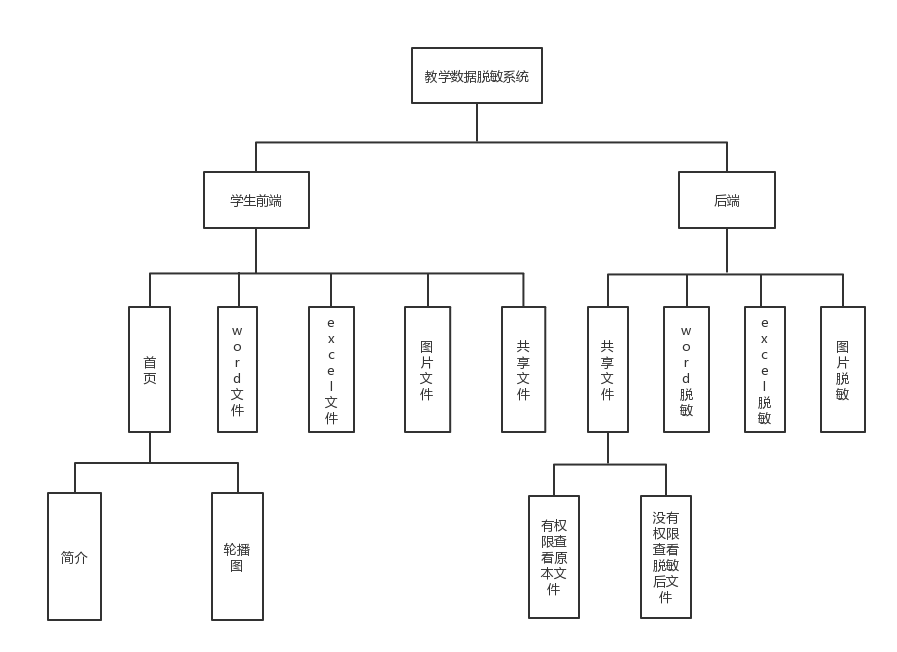 教学数据脱敏系统
学生前端
后端
首页
word文件
excel文件
图片文件
共享文件
共享文件
word脱敏
excel脱敏
图片脱敏
简介
轮播
图
有权
限查
看原
本文
件
没有
权限
查看
脱敏
后文
件